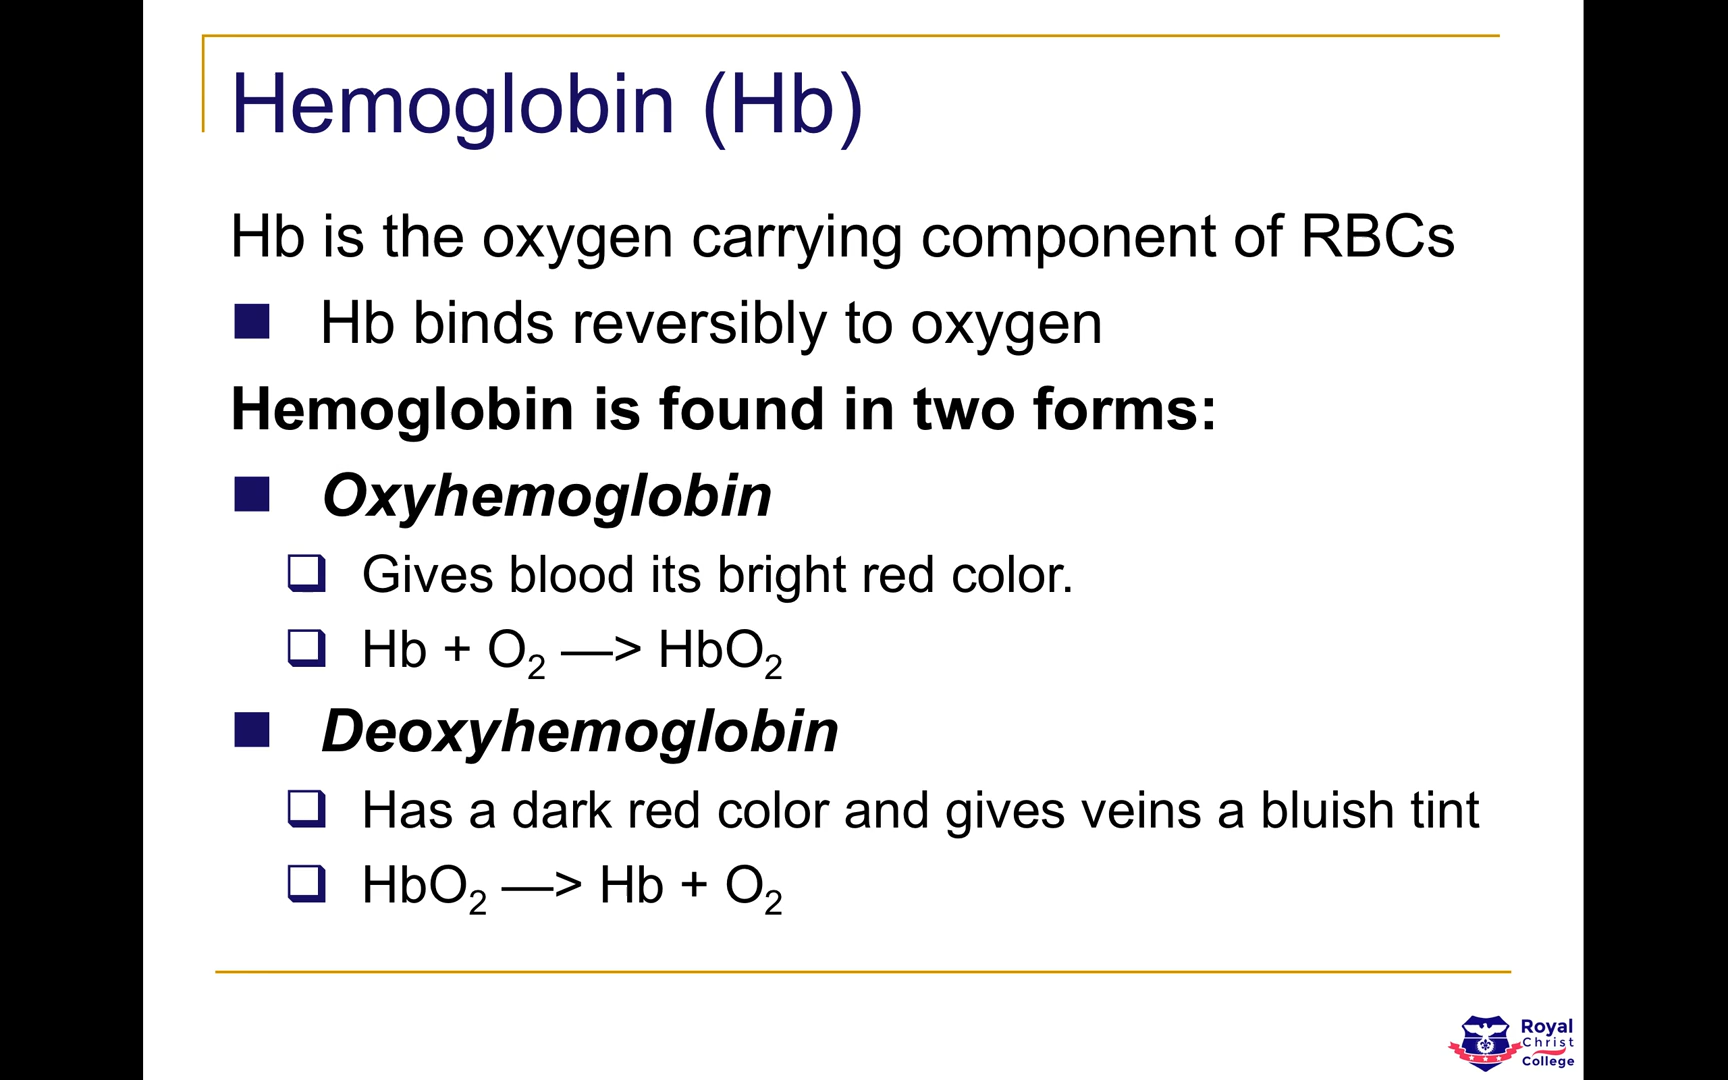 Hemoglobin (Hb)
Hb is the oxygen carrying component of RBCs
Hb binds reversibly to oxygen
Hemoglobin is found in two forms:
Oxyhemoglobin
Gives blood its bright red color.
Hb + O₂ —> HbO₂
Deoxyhemoglobin
Has a dark red color and gives veins a bluish tint
HbO₂ —> Hb + O₂
Royal
Christ
College